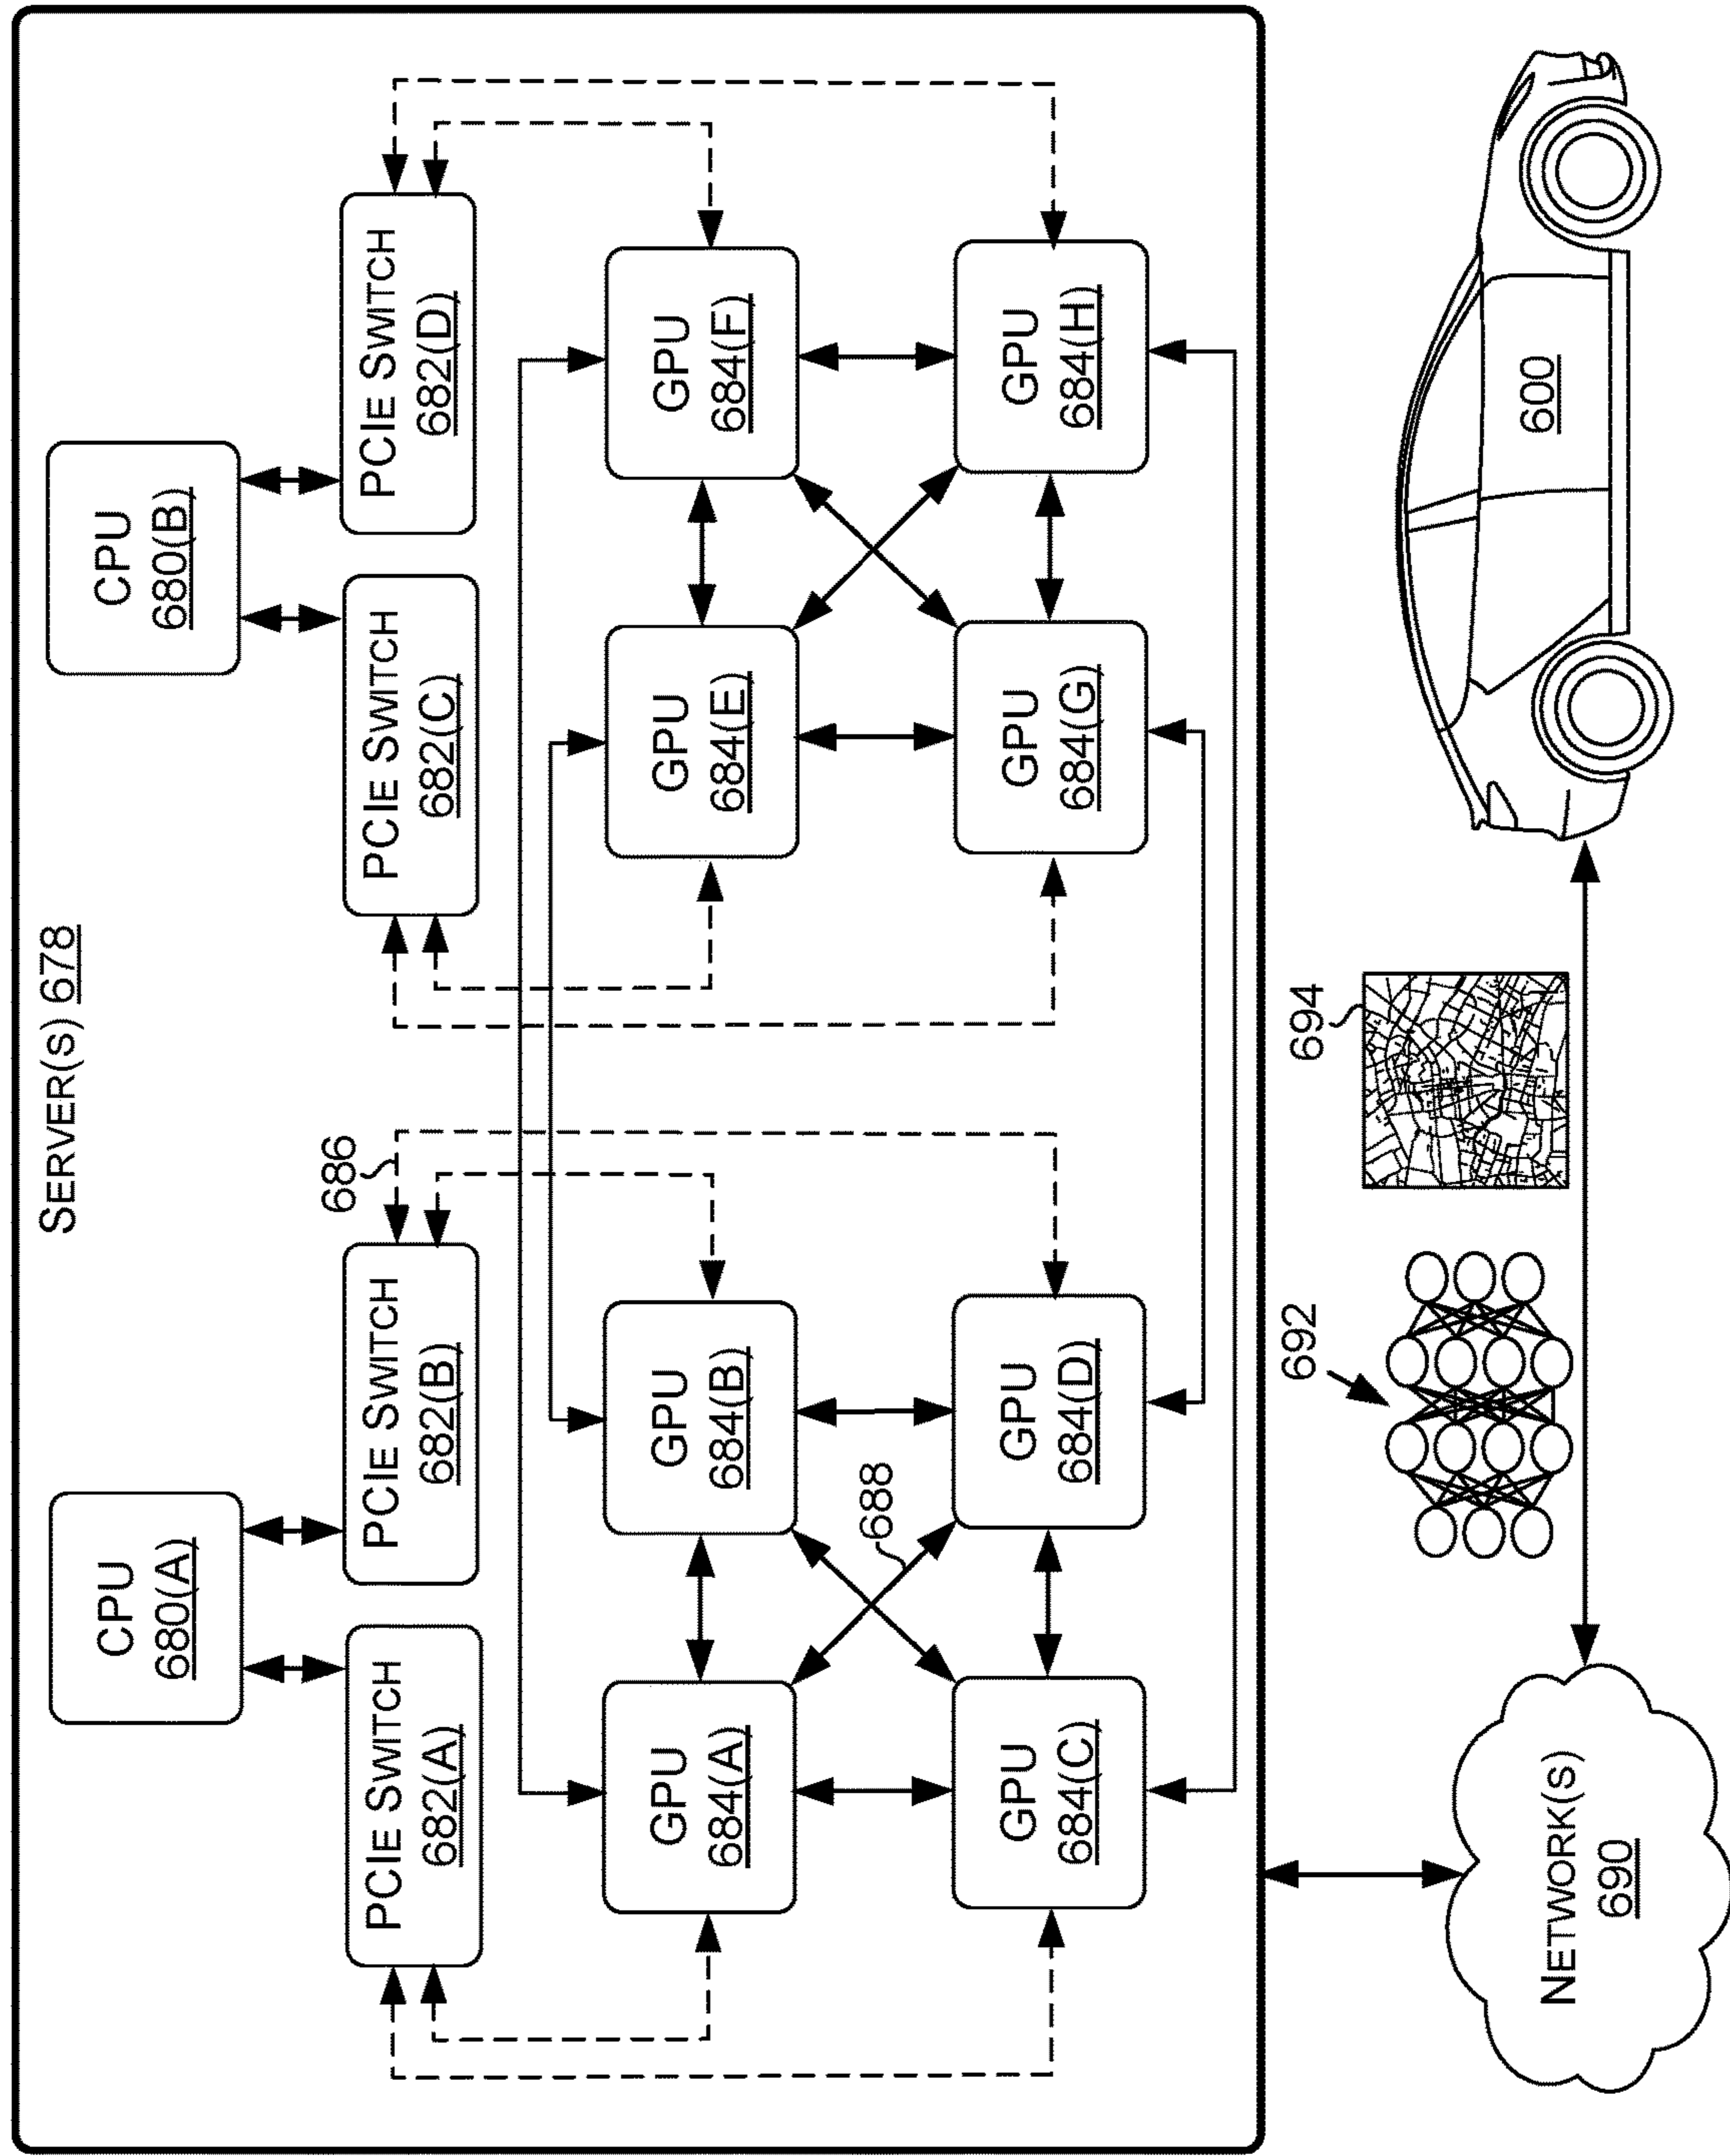 SERVER(S) 678
CPU
680(A)
CPU
680(B)
PCIE SWITCH
682(A)
PCIE SWITCH
682(B)
686
PCIE SWITCH
682(C)
PCIE SWITCH
682(D)
GPU
684(A)
GPU
684(B)
GPU
684(E)
GPU
684(F)
688
GPU
684(C)
GPU
684(D)
GPU
684(G)
GPU
684(H)
NETWORK(S)
690
692
694
600